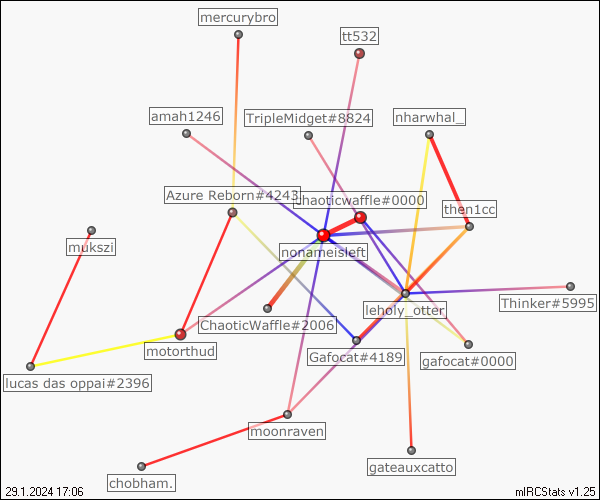 mercurybro
tt532
amah1246
TripleMidget#8824
nharwhal_
Azure Reborn#4243
chaoticwaffle#0000
then1cc
mukszi
nonameisleft
leholy_otter
Thinker#5995
ChaoticWaffle#2006
motorthud
Gafocat#4189
gafocat#0000
lucas das oppai#2396
moonraven
gateauxcatto
chobham.
29.1.2024 17:06
mIRCStats v1.25